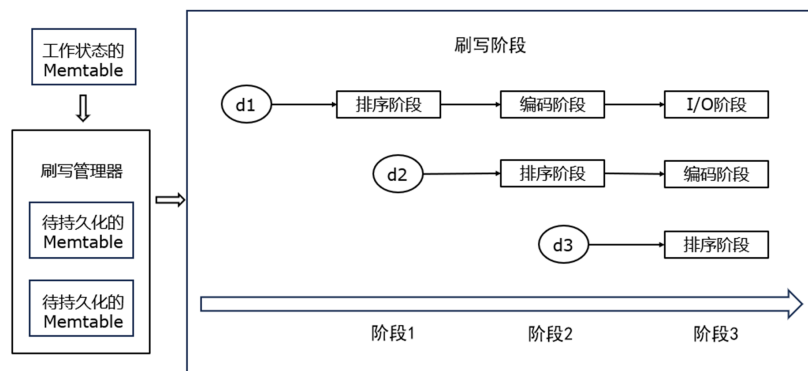 工作状态的
Memtable
刷写管理器
待持久化的
Memtable
待持久化的
Memtable
刷写阶段
d1
排序阶段
编码阶段
I/O阶段
d2
排序阶段
编码阶段
d3
排序阶段
阶段1
阶段2
阶段3